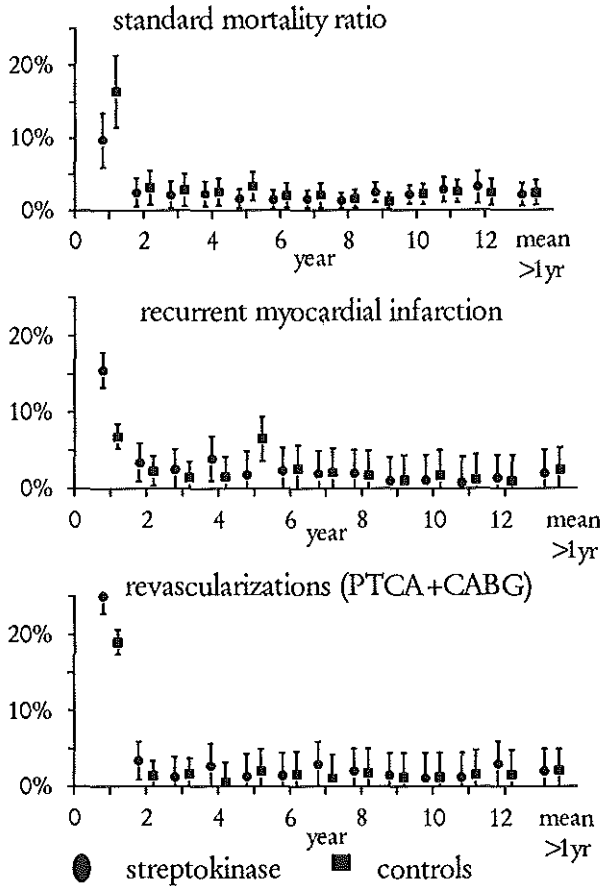 standard mortality ratio
20%
10%
0%
0 2 4 6 8 10 12 mean
year >1yr
recurrent myocardial infarction
20%
10%
0%
0 2 4 6 8 10 12 mean
year >1yr
revascularizations (PTCA+CABG)
20%
10%
0%
0 2 4 6 8 10 12 mean
year >1yr
streptokinase controls